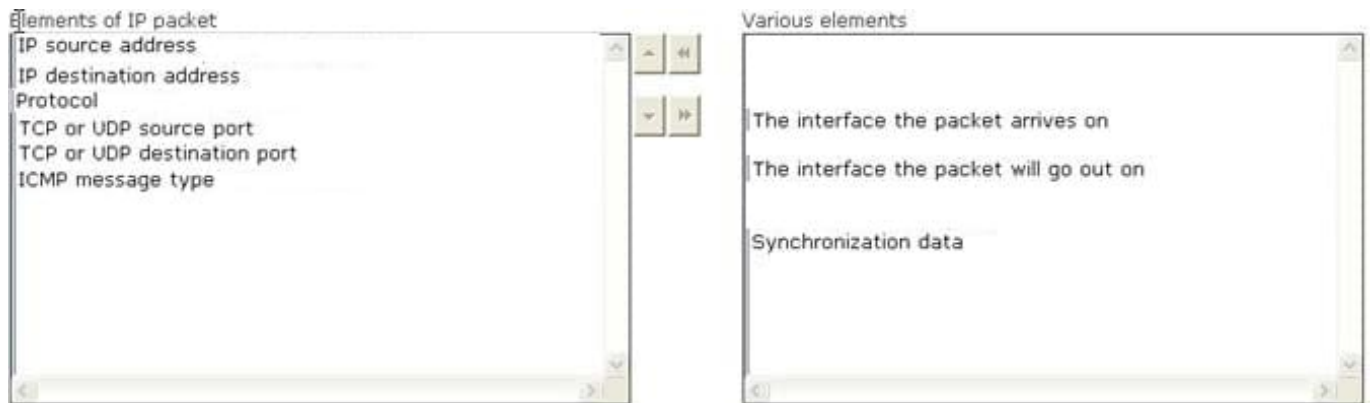 Elements of IP packet
IP source address
IP destination address
Protocol
TCP or UDP source port
TCP or UDP destination port
ICMP message type
Various elements
The interface the packet arrives on
The interface the packet will go out on
Synchronization data